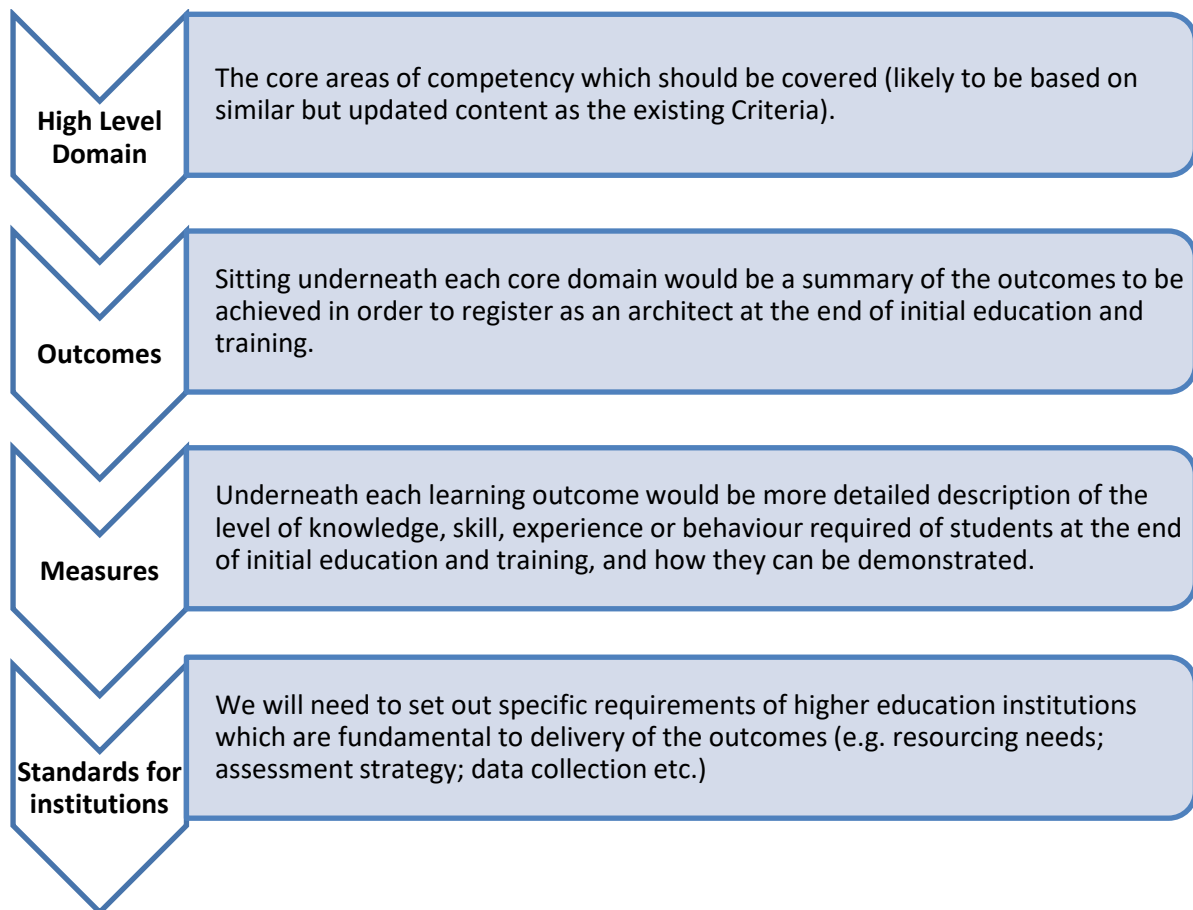 High Level
Domain
The core areas of competency which should be covered (likely to be based on
similar but updated content as the existing Criteria).
Outcomes
Sitting underneath each core domain would be a summary of the outcomes to be
achieved in order to register as an architect at the end of initial education and
training.
Measures
Underneath each learning outcome would be more detailed description of the
level of knowledge, skill, experience or behaviour required of students at the end
of initial education and training, and how they can be demonstrated.
Standards for
institutions
We will need to set out specific requirements of higher education institutions
which are fundamental to delivery of the outcomes (e.g. resourcing needs;
assessment strategy; data collection etc.)